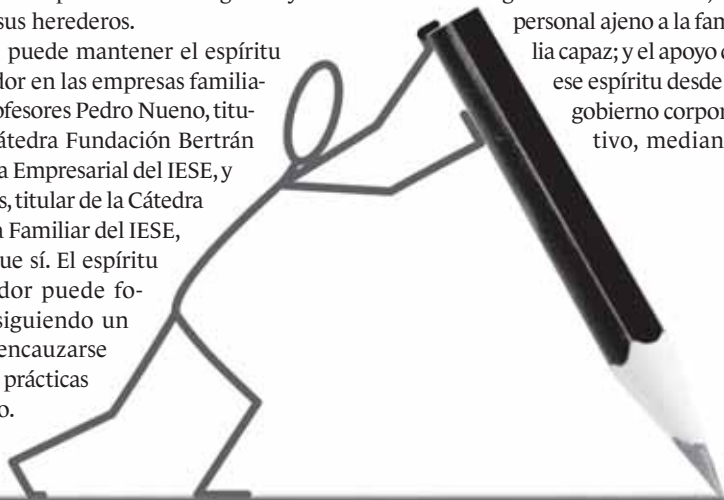 sus herederos.
puede mantener el espíritu
dor en las empresas familia-
ofesores Pedro Nueno, titu-
átedra Fundación Bertrán
a Empresarial del IESE, y
s, titular de la Cátedra
a Familiar del IESE,
ue sí. El espíritu
dor puede fo-
siguiendo un
encauzarse
prácticas
o.
personal ajeno a la fam
lia capaz; y el apoyo
ese espíritu desde
gobierno corpor
tivo, median